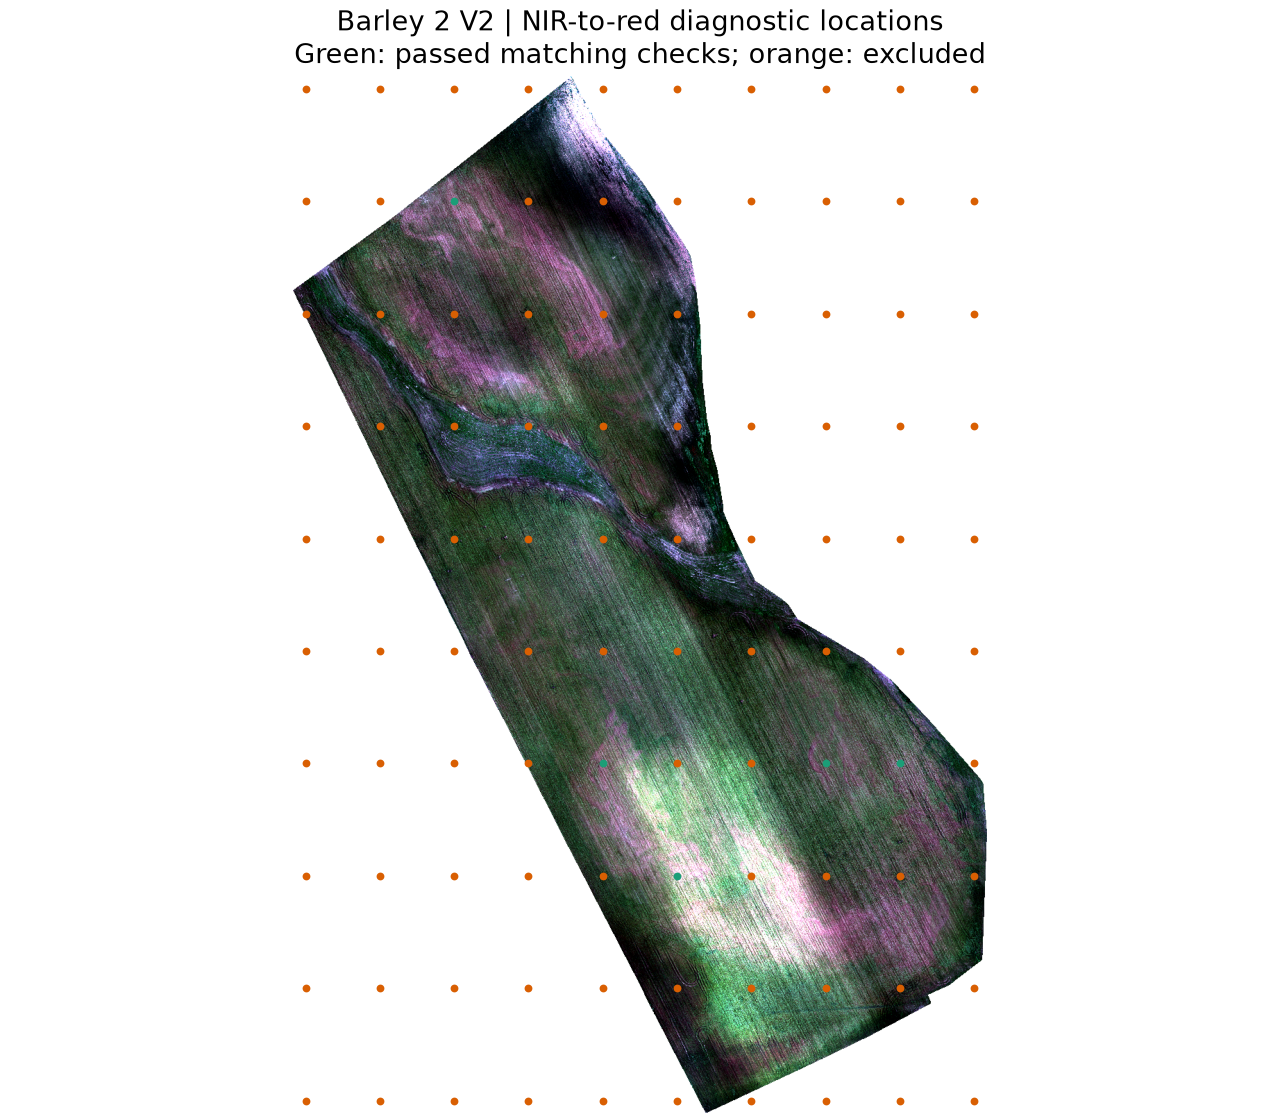 Barley 2 V2 | NIR-to-red diagnostic locations
Green: passed matching checks; orange: excluded